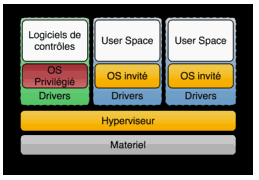 Logiciels de
contrôles
User Space
User Space
OS
Privilégié
OS invité
OS invité
Drivers
Drivers
Drivers
Hyperviseur
Materiel